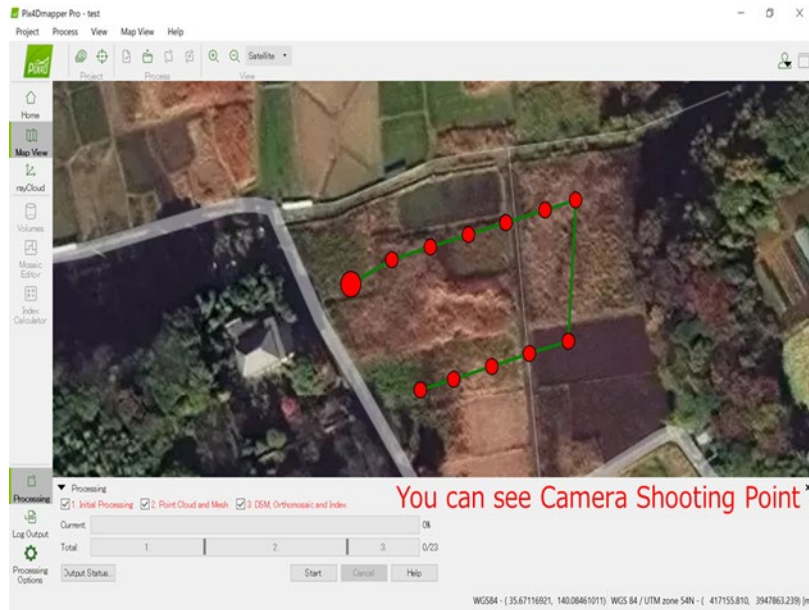 Pix4Dmapper Pro - test
Project Process View Map View Help
Satellite
Project Process View
Home
Map View
rayCloud
Volumes
Mosaic
Editor
Index
Calculator
Processing
1. Initial Processing 2. Point Cloud and Mesh 3. DSM, Orthomosaic and Index
You can see Camera Shooting Point
Processing
Current: 0%
Log Output
Total: 1. 2. 3. 0/23
Processing
Options
Output Status... Start Cancel Help
WGS84 - ( 35.67116921, 140.08461011) WGS 84 / UTM zone 54N - ( 417155.810, 3947863.239) [m